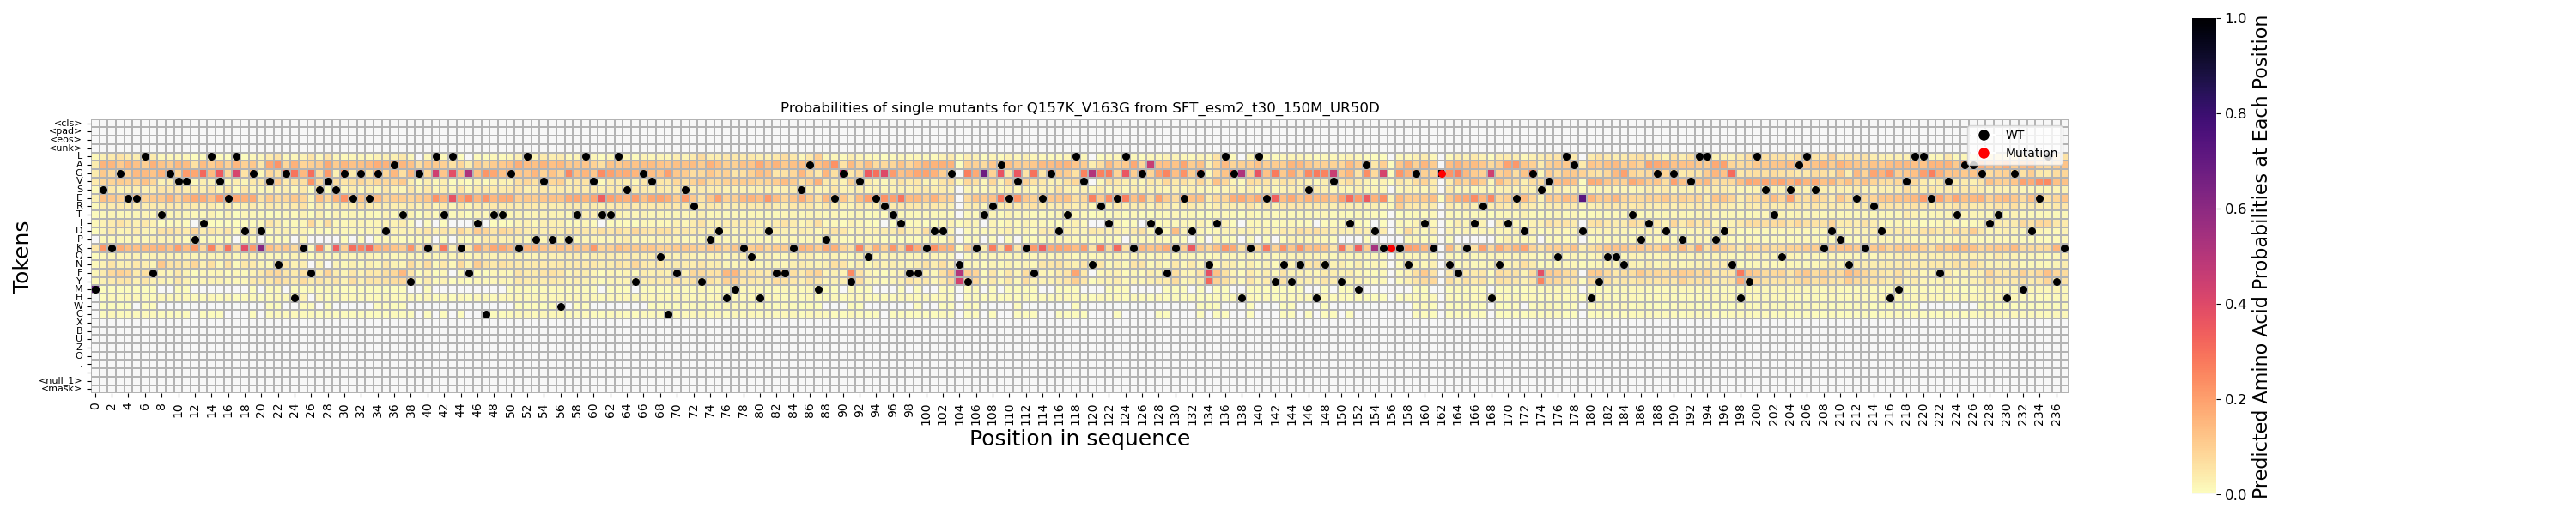 Probabilities of single mutants for Q157K_V163G from SFT_esm2_t30_150M_UR50D
Tokens
<cls>
<pad>
<eos>
<unk>
L
A
G
V
S
E
R
T
I
D
P
K
Q
N
F
Y
M
H
W
C
X
B
U
Z
O
.
-
<null_1>
<mask>
WT
Mutation
0 2 4 6 8 10 12 14 16 18 20 22 24 26 28 30 32 34 36 38 40 42 44 46 48 50 52 54 56 58 60 62 64 66 68 70 72 74 76 78 80 82 84 86 88 90 92 94 96 98 100 102 104 106 108 110 112 114 116 118 120 122 124 126 128 130 132 134 136 138 140 142 144 146 148 150 152 154 156 158 160 162 164 166 168 170 172 174 176 178 180 182 184 186 188 190 192 194 196 198 200 202 204 206 208 210 212 214 216 218 220 222 224 226 228 230 232 234 236
Position in sequence
1.0
0.8
0.6
0.4
0.2
0.0
Predicted Amino Acid Probabilities at Each Position